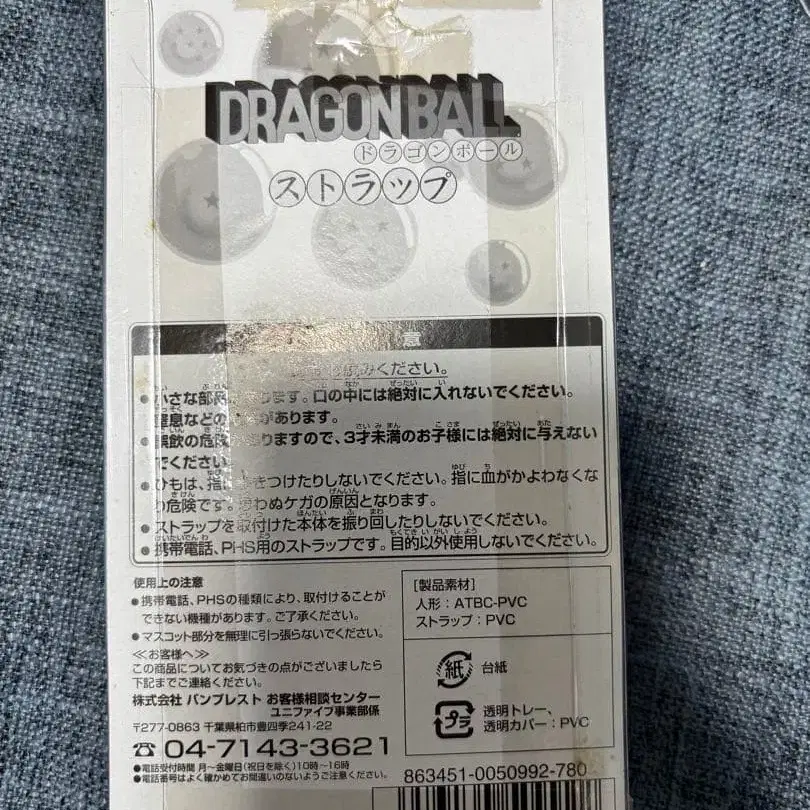 DRAGON BALL
ドラゴンボール
ストラップ
意
みください。
小さな部 ります。口の中には絶対に入れないでください。
窒息などの があります。
誤飲の危険 ありますので、3才未満のお子様には絶対に与えない
でください
ひもは、指 きつけたりしないでください。指に血がかよわなくな
り危険です。 わぬケガの原因となります。
ストラップを取付けた本体を振り回したりしないでください。
携帯電話、PHS用のストラップです。目的以外使用しないでください。
使用上の注意
●携帯電話、PHSの種類により、取付けることが
できない機種があります。ご了承ください。
●マスコット部分を無理に引っ張らないでください。
≪お客様へ≫
この商品についてお気づきの点がございましたら
下記までご連絡ください。
株式会社 バンプレスト お客様相談センター
ユニファイブ事業部係
〒277-0863 千葉県柏市豊四季241-22
☎04-7143-3621
●電話受付時間 月〜金曜日(祝日を除く)10時〜16時
●電話番号はよく確かめてお間違いのないようご注意ください。
[製品素材]
人形:ATBC-PVC
ストラップ:PVC
紙 台紙
プラ 透明トレー、
透明カバー:PVC
863451-0050992-780